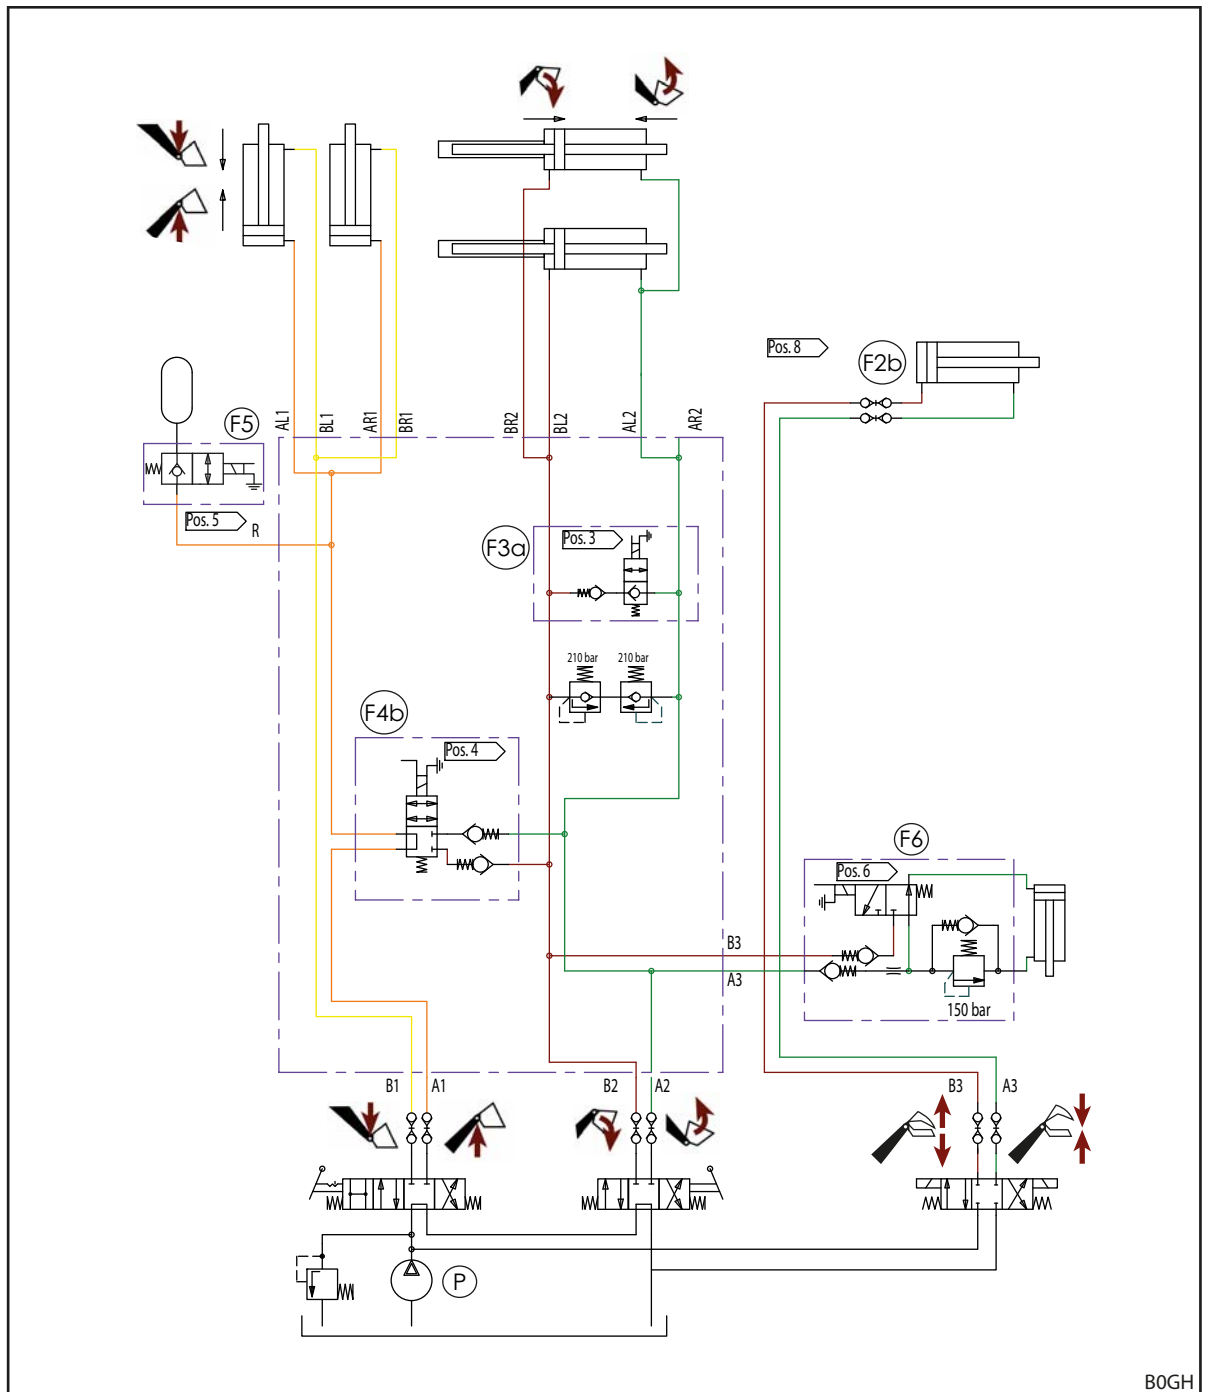 Pos. 8
F2b
F5
AL1
BL1
AR1
BR1
BR2
BL2
AL2
AR2
Pos. 5
R
F3a
Pos. 3
210 bar
210 bar
F4b
Pos. 4
F6
Pos. 6
B3
A3
150 bar
B1
A1
B2
A2
B3
A3
P
B0GH